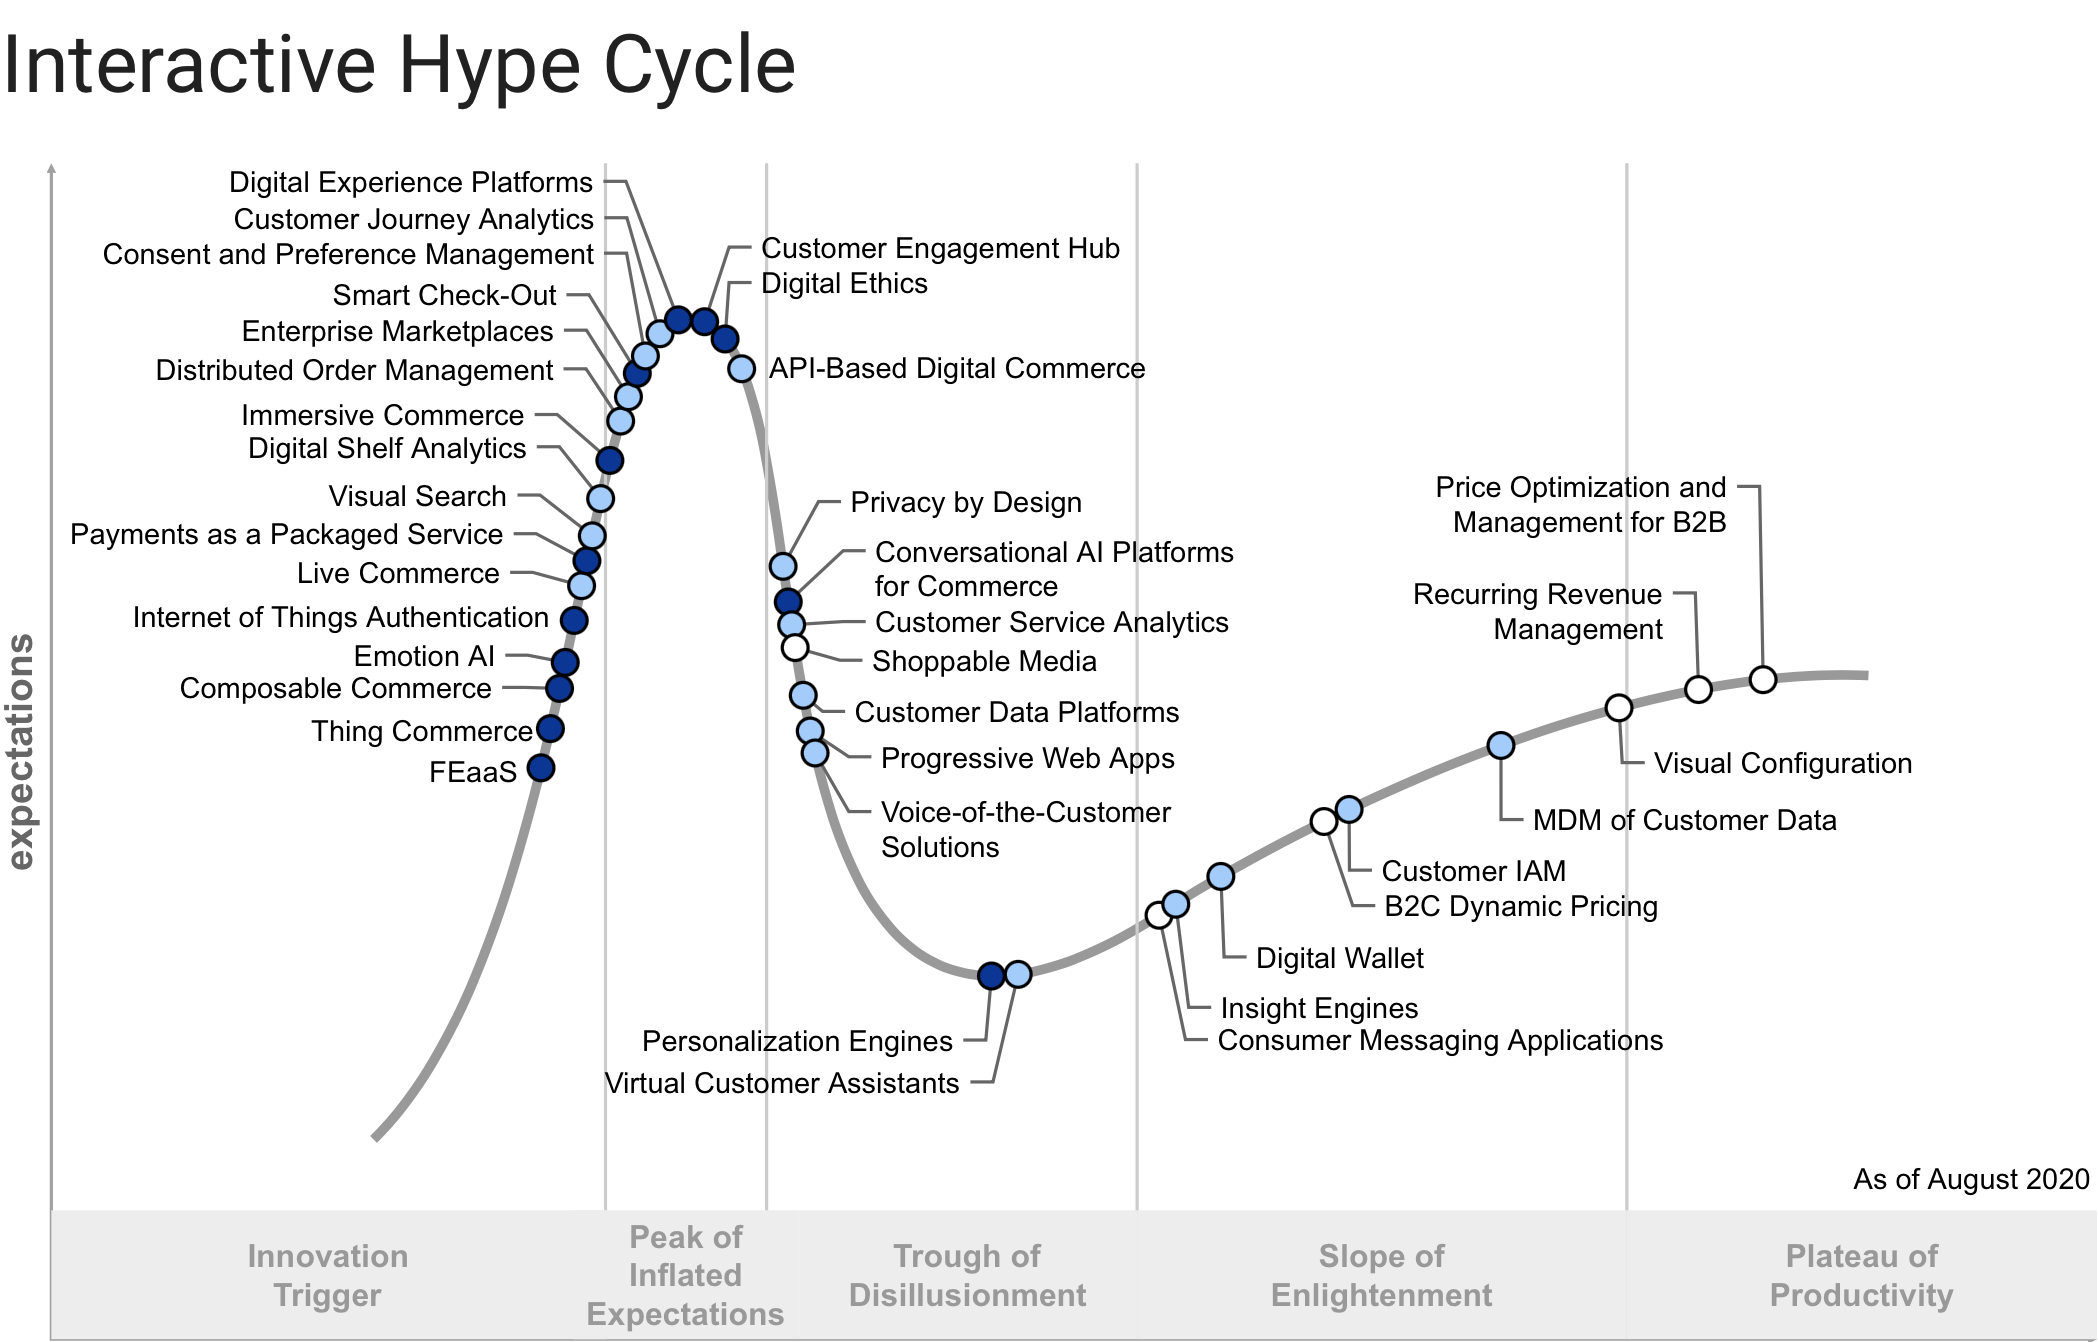 Interactive Hype Cycle
expectations
Digital Experience Platforms
Customer Journey Analytics
Consent and Preference Management
Smart Check-Out
Enterprise Marketplaces
Distributed Order Management
Immersive Commerce
Digital Shelf Analytics
Visual Search
Payments as a Packaged Service
Live Commerce
Internet of Things Authentication
Emotion AI
Composable Commerce
Thing Commerce
FEaaS
Customer Engagement Hub
Digital Ethics
API-Based Digital Commerce
Privacy by Design
Conversational AI Platforms
for Commerce
Customer Service Analytics
Shoppable Media
Customer Data Platforms
Progressive Web Apps
Voice-of-the-Customer
Solutions
Personalization Engines
Virtual Customer Assistants
Price Optimization and
Management for B2B
Recurring Revenue
Management
Visual Configuration
MDM of Customer Data
Customer IAM
B2C Dynamic Pricing
Digital Wallet
Insight Engines
Consumer Messaging Applications
As of August 2020
Innovation
Trigger
Peak of
Inflated
Expectations
Trough of
Disillusionment
Slope of
Enlightenment
Plateau of
Productivity